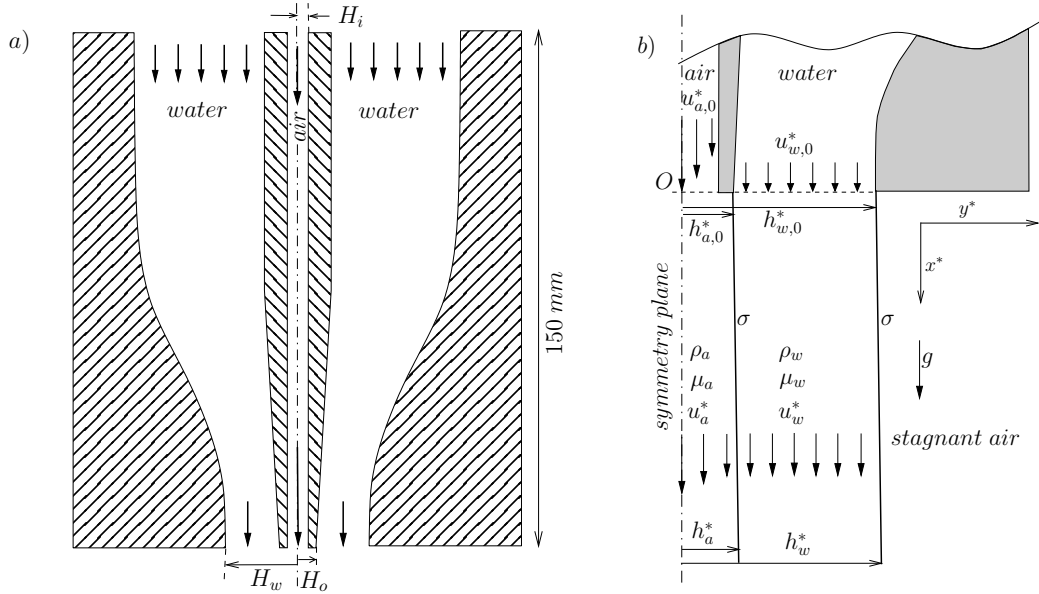 a)
H_i
water
air
water
150 mm
H_w
H_o
b)
air
water
u^*_{a,0}
u^*_{w,0}
O
h^*_{a,0}
h^*_{w,0}
y^*
x^*
symmetry plane
σ
σ
g
ρ_a
ρ_w
μ_a
μ_w
u^*_a
u^*_w
stagnant air
h^*_a
h^*_w